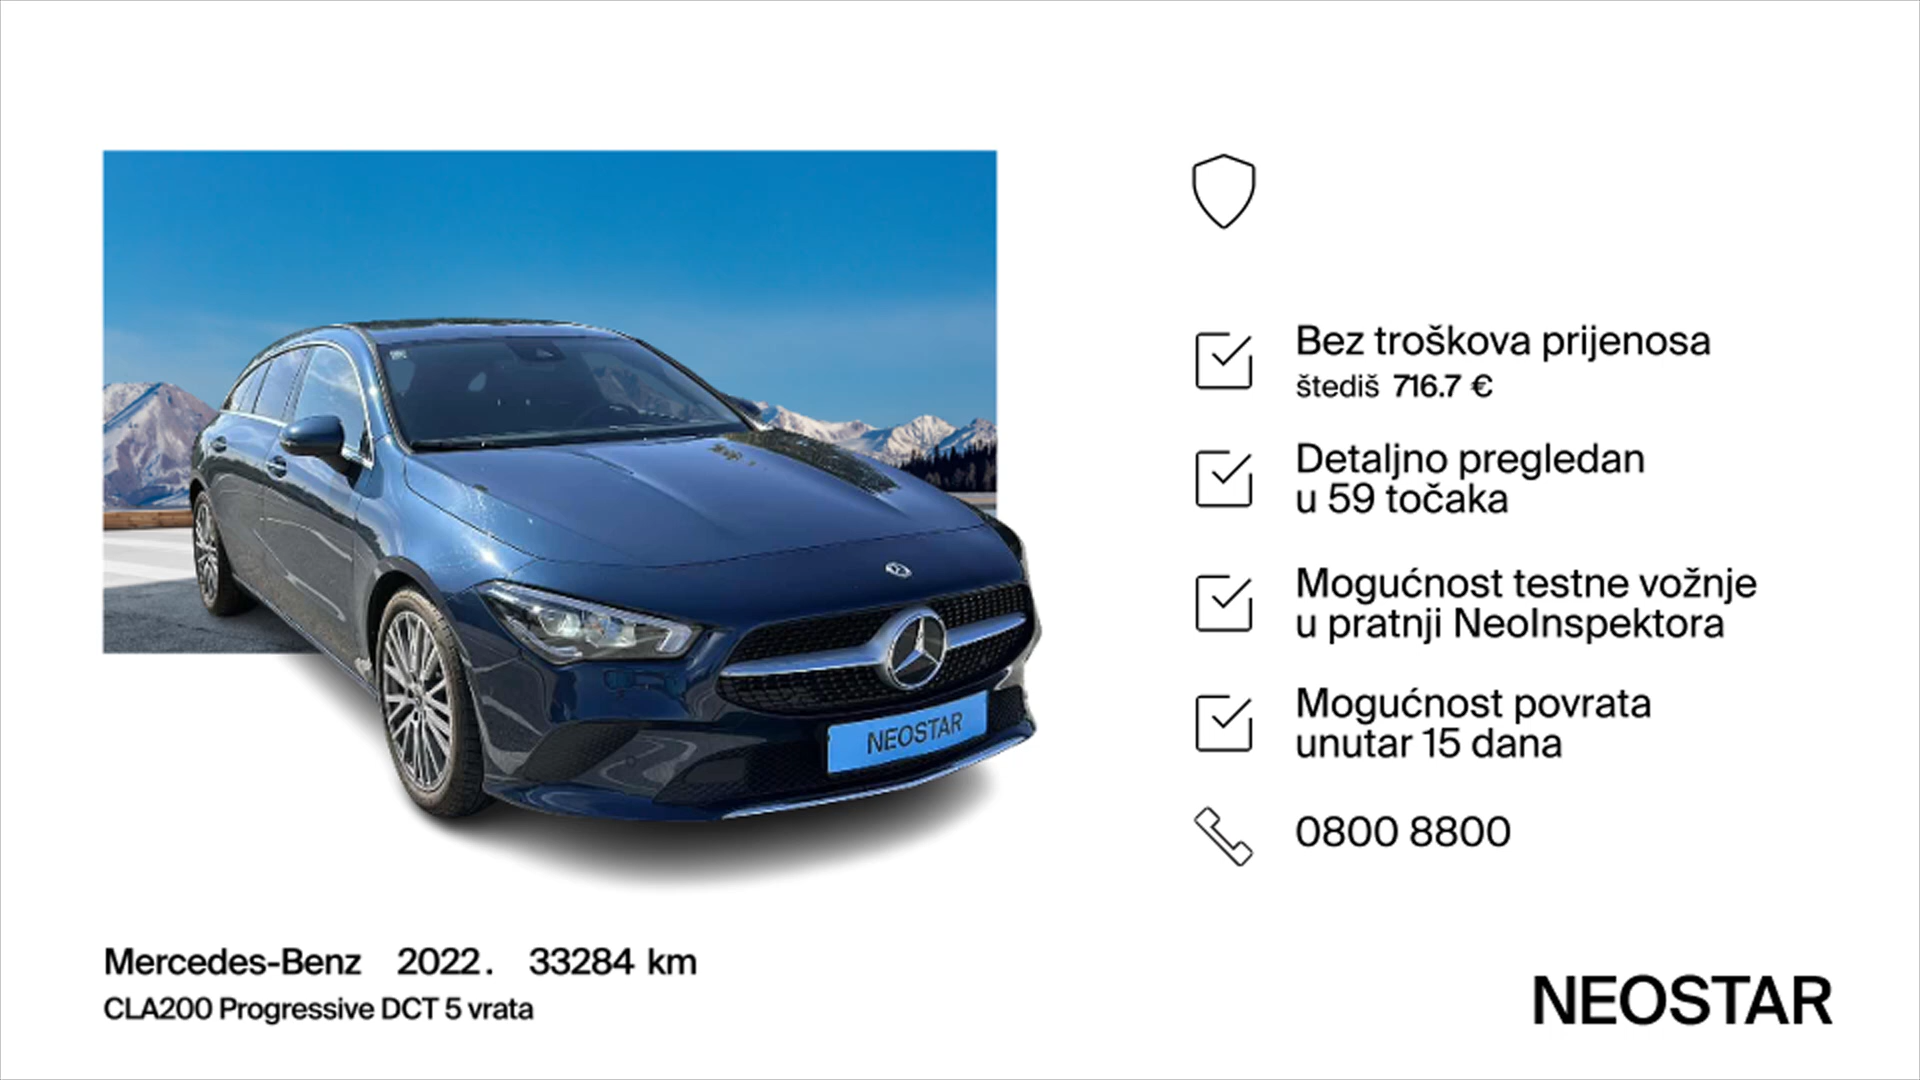 Bez troškova prijenosa
štediš 716.7 €
Detaljno pregledan
u 59 točaka
Mogućnost testne vožnje
u pratnji NeoInspektora
Mogućnost povrata
unutar 15 dana
0800 8800
NEOSTAR
Mercedes-Benz 2022. 33284 km
CLA200 Progressive DCT 5 vrata
NEOSTAR